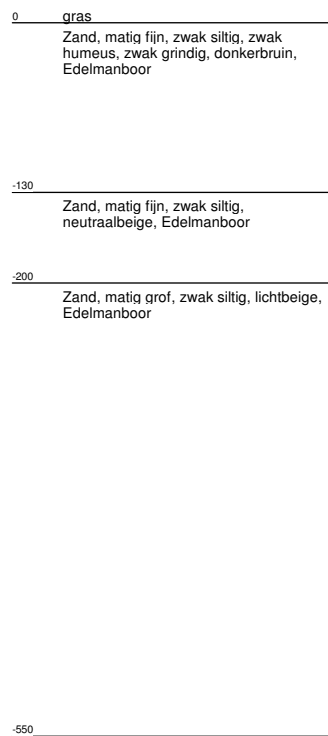 0 gras
Zand, matig fijn, zwak siltig, zwak
humeus, zwak grindig, donkerbruin,
Edelmanboor
-130
Zand, matig fijn, zwak siltig,
neutraalbeige, Edelmanboor
-200
Zand, matig grof, zwak siltig, lichtbeige,
Edelmanboor
-550